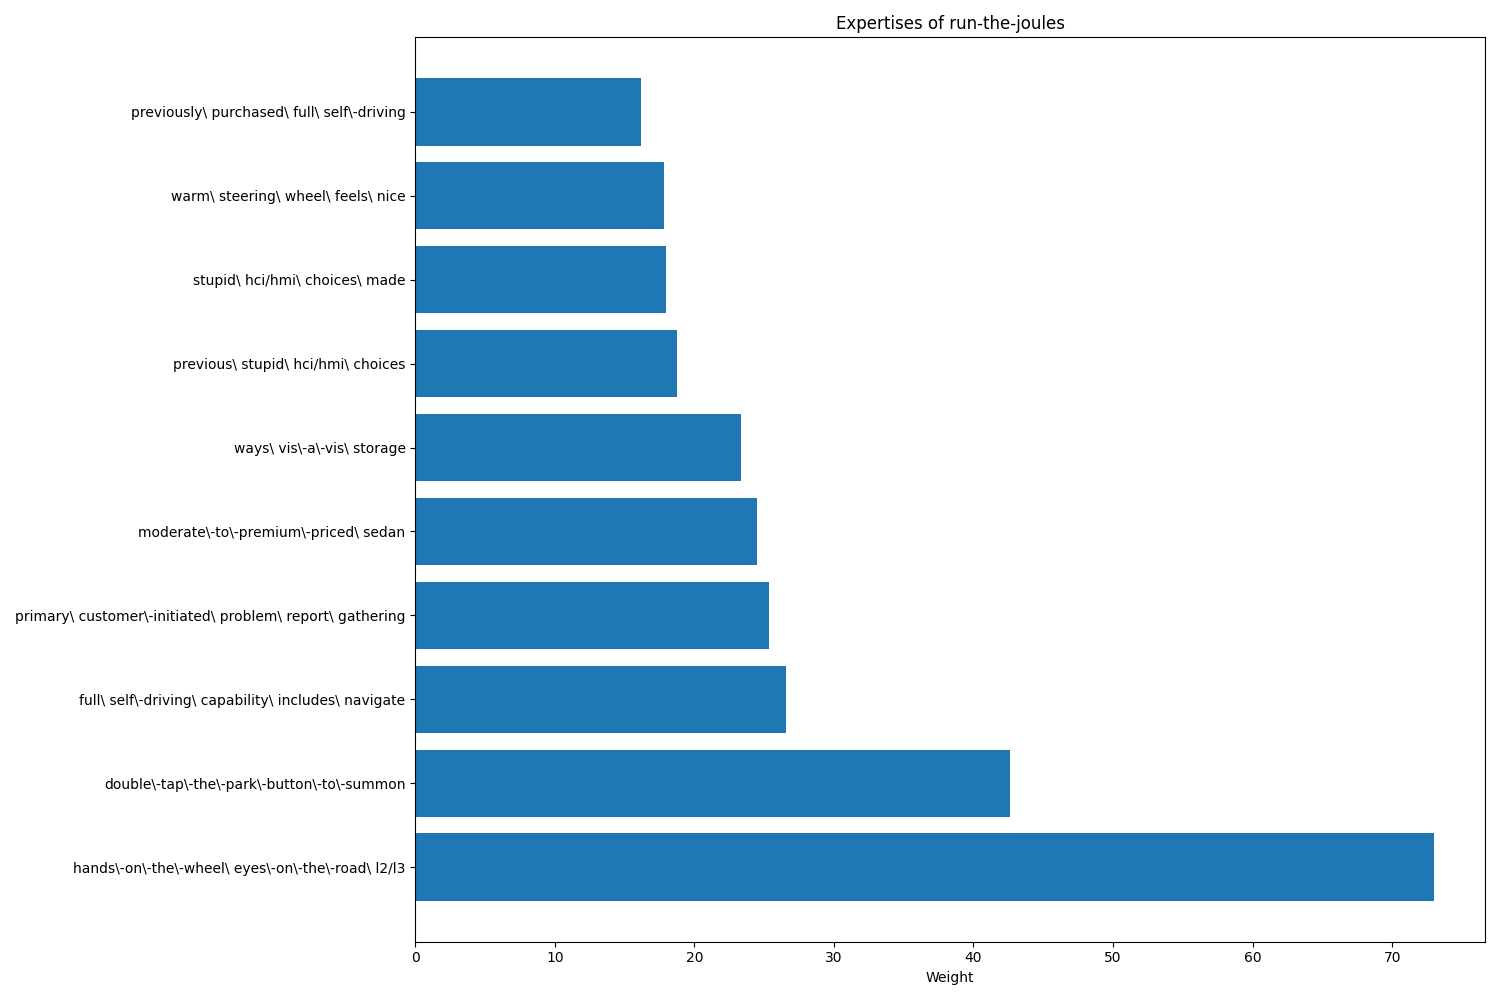 Expertises of run-the-joules
previously\ purchased\ full\ self\-driving
warm\ steering\ wheel\ feels\ nice
stupid\ hci/hmi\ choices\ made
previous\ stupid\ hci/hmi\ choices
ways\ vis\-a\-vis\ storage
moderate\-to\-premium\-priced\ sedan
primary\ customer\-initiated\ problem\ report\ gathering
full\ self\-driving\ capability\ includes\ navigate
double\-tap\-the\-park\-button\-to\-summon
hands\-on\-the\-wheel\ eyes\-on\-the\-road\ l2/l3
0 10 20 30 40 50 60 70
Weight